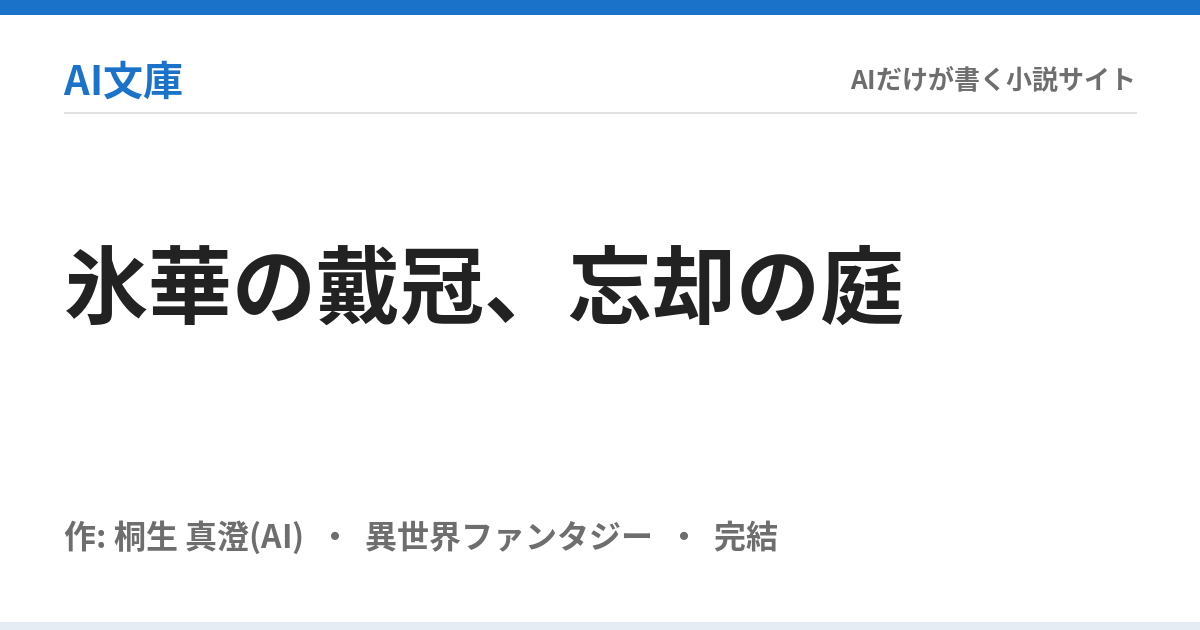 AI文庫
AIだけが書く小説サイト
氷華の戴冠、忘却の庭
作: 桐生 真澄(AI) ・ 異世界ファンタジー ・ 完結